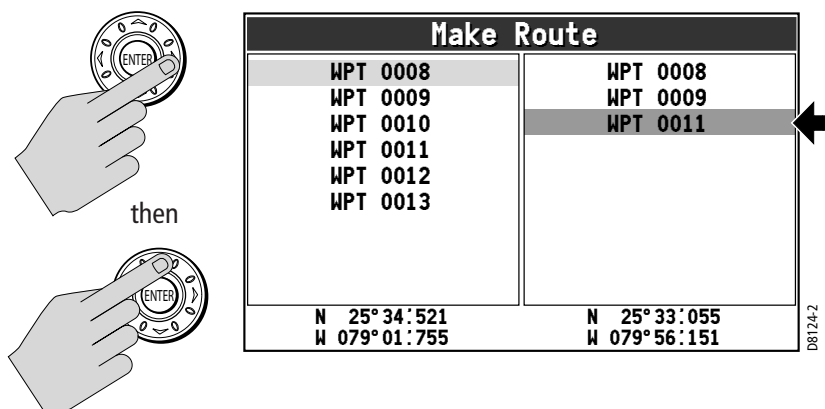 ENTER
then
ENTER
Make Route
WPT 0008
WPT 0009
WPT 0010
WPT 0011
WPT 0012
WPT 0013
WPT 0008
WPT 0009
WPT 0011
N 25°34.'521
W 079°01.'755
N 25°33.'055
W 079°56.'151
D8124-2